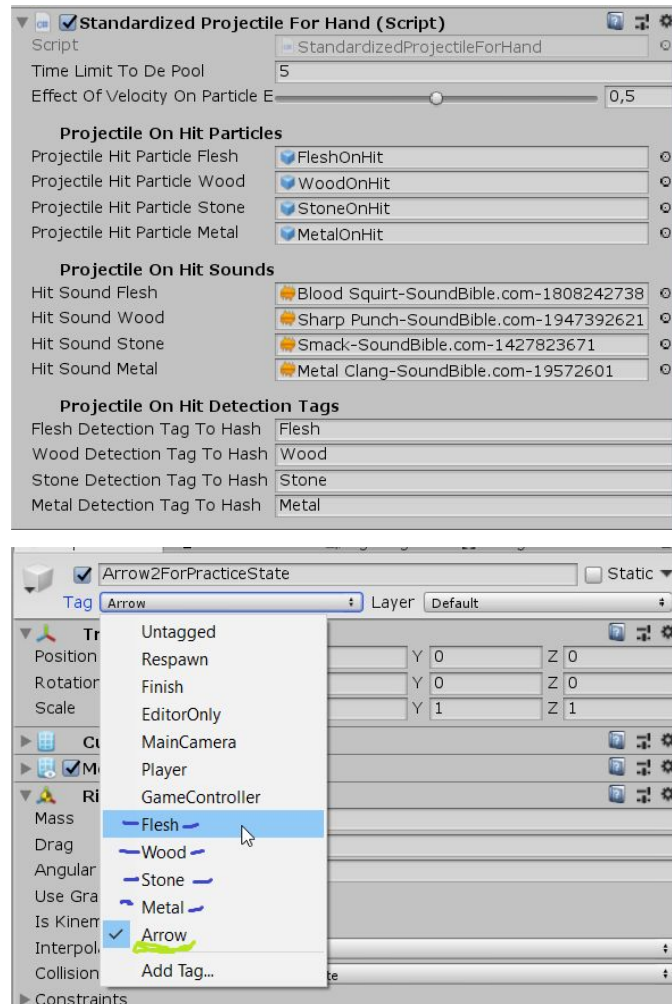 Standardized Projectile For Hand (Script)
Script StandardizedProjectileForHand
Time Limit To De Pool 5
Effect Of Velocity On Particle E 0,5
Projectile On Hit Particles
Projectile Hit Particle Flesh FleshOnHit
Projectile Hit Particle Wood WoodOnHit
Projectile Hit Particle Stone StoneOnHit
Projectile Hit Particle Metal MetalOnHit
Projectile On Hit Sounds
Hit Sound Flesh Blood Squirt-SoundBible.com-1808242738
Hit Sound Wood Sharp Punch-SoundBible.com-1947392621
Hit Sound Stone Smack-SoundBible.com-1427823671
Hit Sound Metal Metal Clang-SoundBible.com-19572601
Projectile On Hit Detection Tags
Flesh Detection Tag To Hash Flesh
Wood Detection Tag To Hash Wood
Stone Detection Tag To Hash Stone
Metal Detection Tag To Hash Metal
Arrow2ForPracticeState Static
Tag Arrow Layer Default
Tr Untagged
Position Respawn Y 0 Z 0
Rotation Finish Y 0 Z 0
Scale EditorOnly Y 1 Z 1
Cu MainCamera
Me Player
Ri GameController
Mass Flesh
Drag Wood
Angular Stone
Use Gra Metal
Is Kinem Arrow
Interpol
Collision Add Tag... te
Constraints